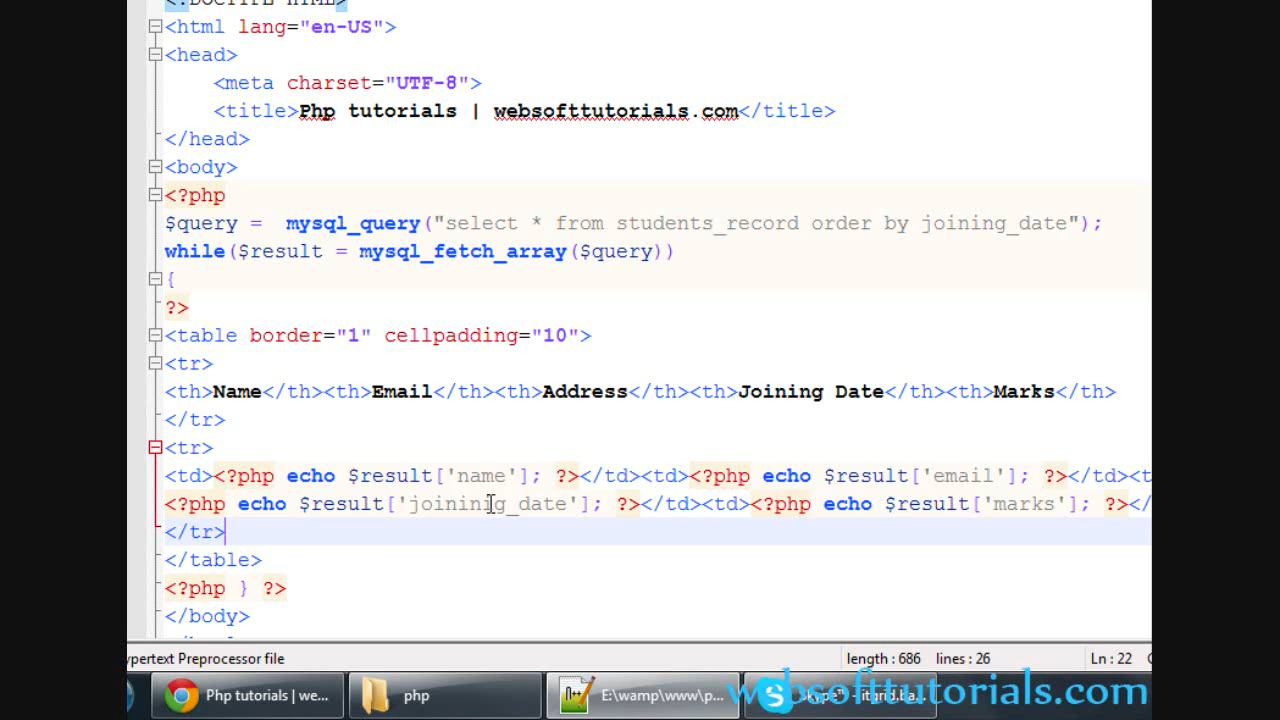 <!DOCTYPE HTML>
<html lang="en-US">
<head>
<meta charset="UTF-8">
<title>Php tutorials | websofttutorials.com</title>
</head>
<body>
<?php
$query =  mysql_query("select * from students_record order by joining_date");
while($result = mysql_fetch_array($query))
{
?>
<table border="1" cellpadding="10">
<tr>
<th>Name</th><th>Email</th><th>Address</th><th>Joining Date</th><th>Marks</th>
</tr>
<tr>
<td><?php echo $result['name']; ?></td><td><?php echo $result['email']; ?></td><t
<?php echo $result['joinining_date']; ?></td><td><?php echo $result['marks']; ?></
</tr>
</table>
<?php } ?>
</body>
ypertext Preprocessor file length : 686 lines : 26 Ln : 22
Php tutorials | we... php E:\wamp\www\p...
websofttutorials.com